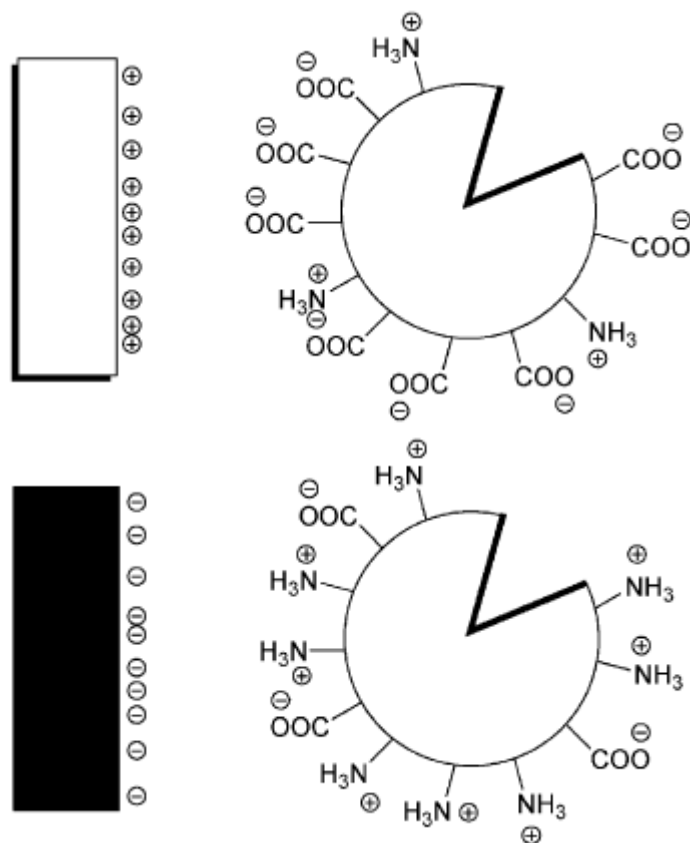 ⊕
⊕
⊕
⊕
⊕
⊕
⊕
⊕
⊕
⊕
⊕
H₃N
⊖
OOC
⊖
OOC
⊖
OOC
⊕
H₃N
⊖
OOC
OOC
⊖
COO
⊖
NH₃
⊕
COO⊖
COO⊖
⊖
⊖
⊖
⊖
⊖
⊖
⊖
⊖
⊖
⊖
⊕
H₃N
⊖
OOC
⊕
H₃N
H₃N
⊕
⊖
OOC
H₃N
⊕
H₃N ⊕
NH₃
⊕
COO⊖
⊕
NH₃
⊕
NH₃